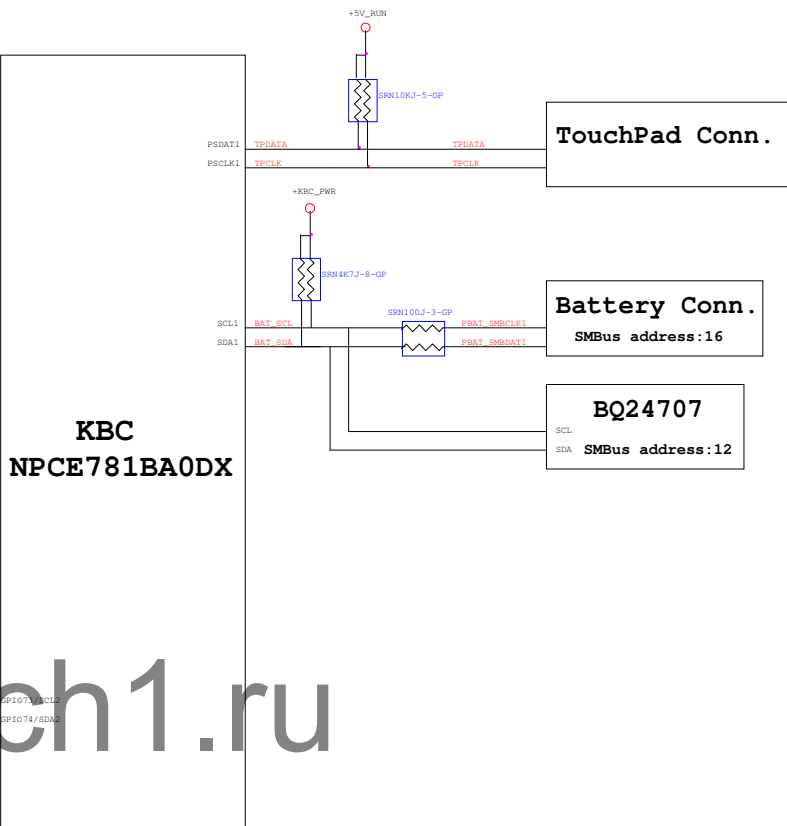 +5V_RUN
SRN10KJ-5-GP
PSDAT1 TPDATA TPDATA
PSCLK1 TPCLK TPCLK
TouchPad Conn.
+KBC_PWR
SRN4K7J-8-GP
SRN100J-3-GP
SCL1 BAT_SCL PBAT_SMBCLK1
SDA1 BAT_SDA PBAT_SMBDAT1
Battery Conn.
SMBus address:16
BQ24707
SCL
SDA SMBus address:12
KBC
NPCE781BA0DX
GPIO73/SCL2
GPIO74/SDA2
ch1.ru